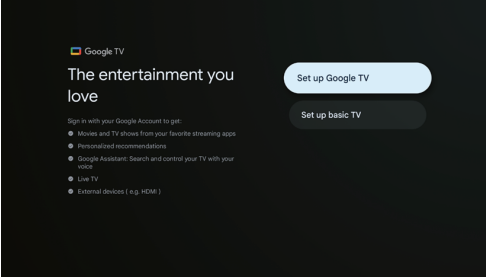 Google TV
The entertainment you
love
Sign in with your Google Account to get:
Movies and TV shows from your favorite streaming apps
Personalized recommendations
Google Assistant: Search and control your TV with your
voice
Live TV
External devices ( e.g. HDMI )
Set up Google TV
Set up basic TV